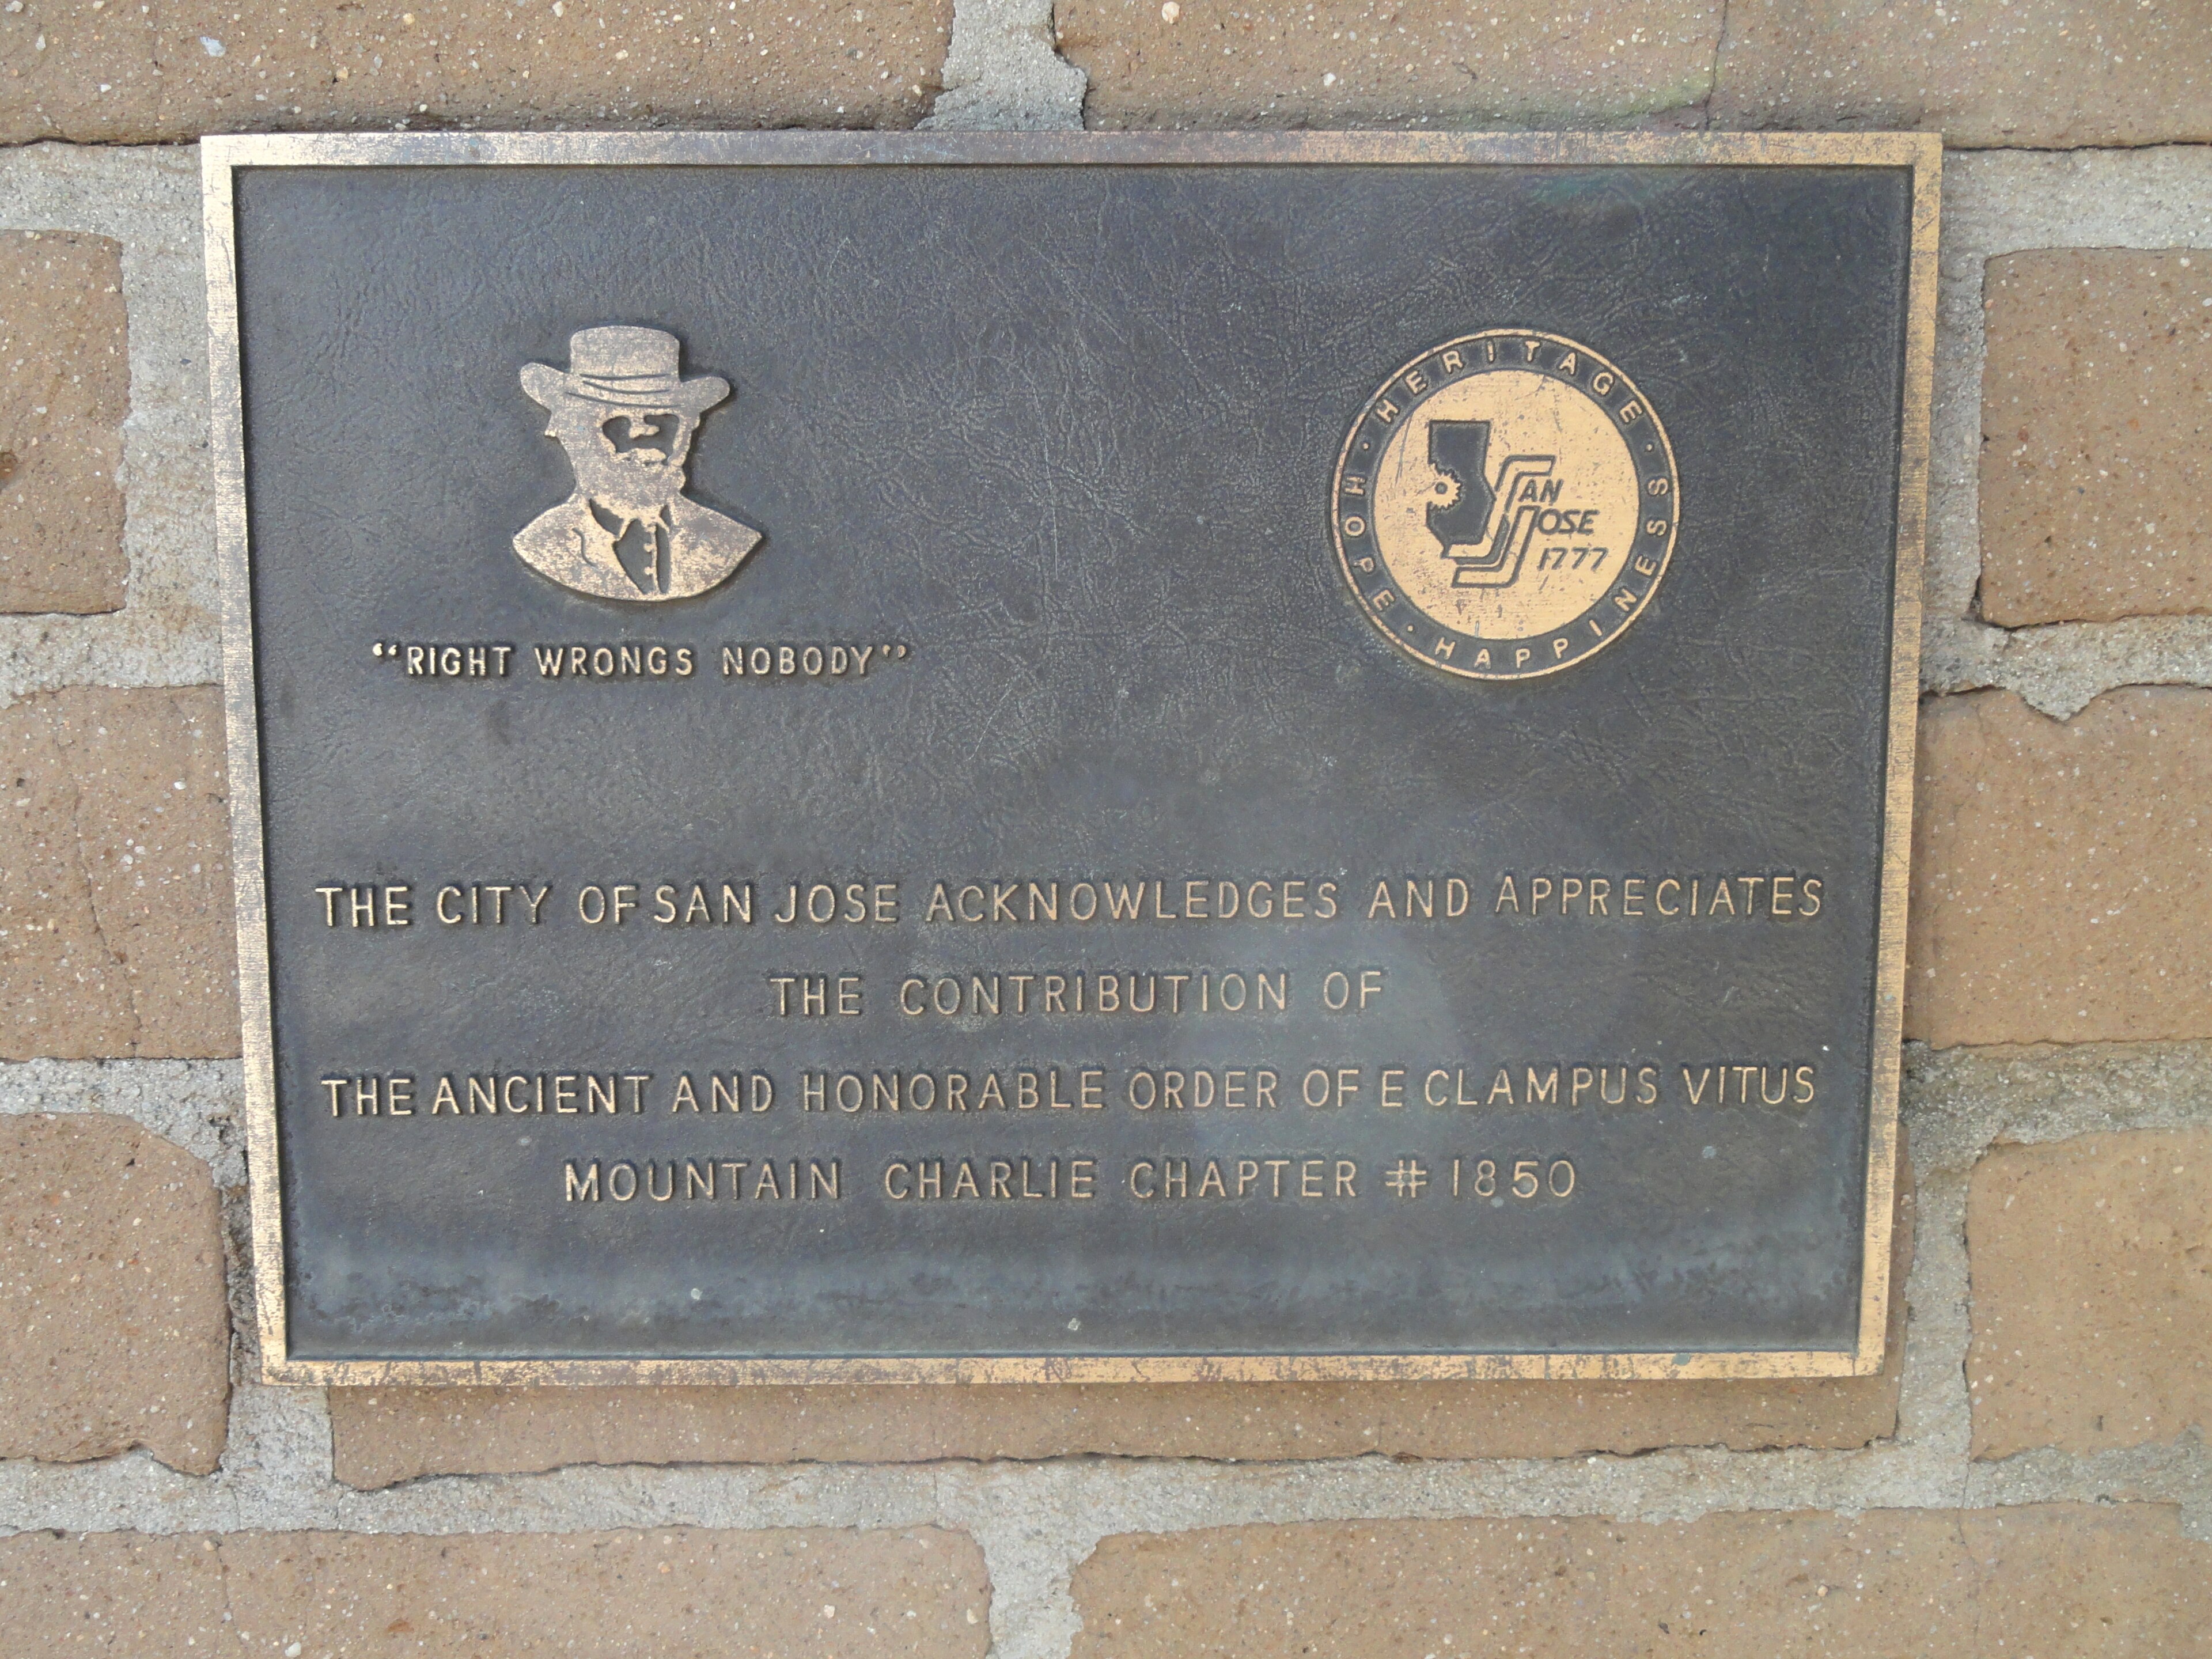 "RIGHT WRONGS NOBODY"
HERITAGE · HAPPINESS · HOPE ·
SAN
JOSE
1777
THE CITY OF SAN JOSE ACKNOWLEDGES AND APPRECIATES
THE CONTRIBUTION OF
THE ANCIENT AND HONORABLE ORDER OF E CLAMPUS VITUS
MOUNTAIN CHARLIE CHAPTER # 1850